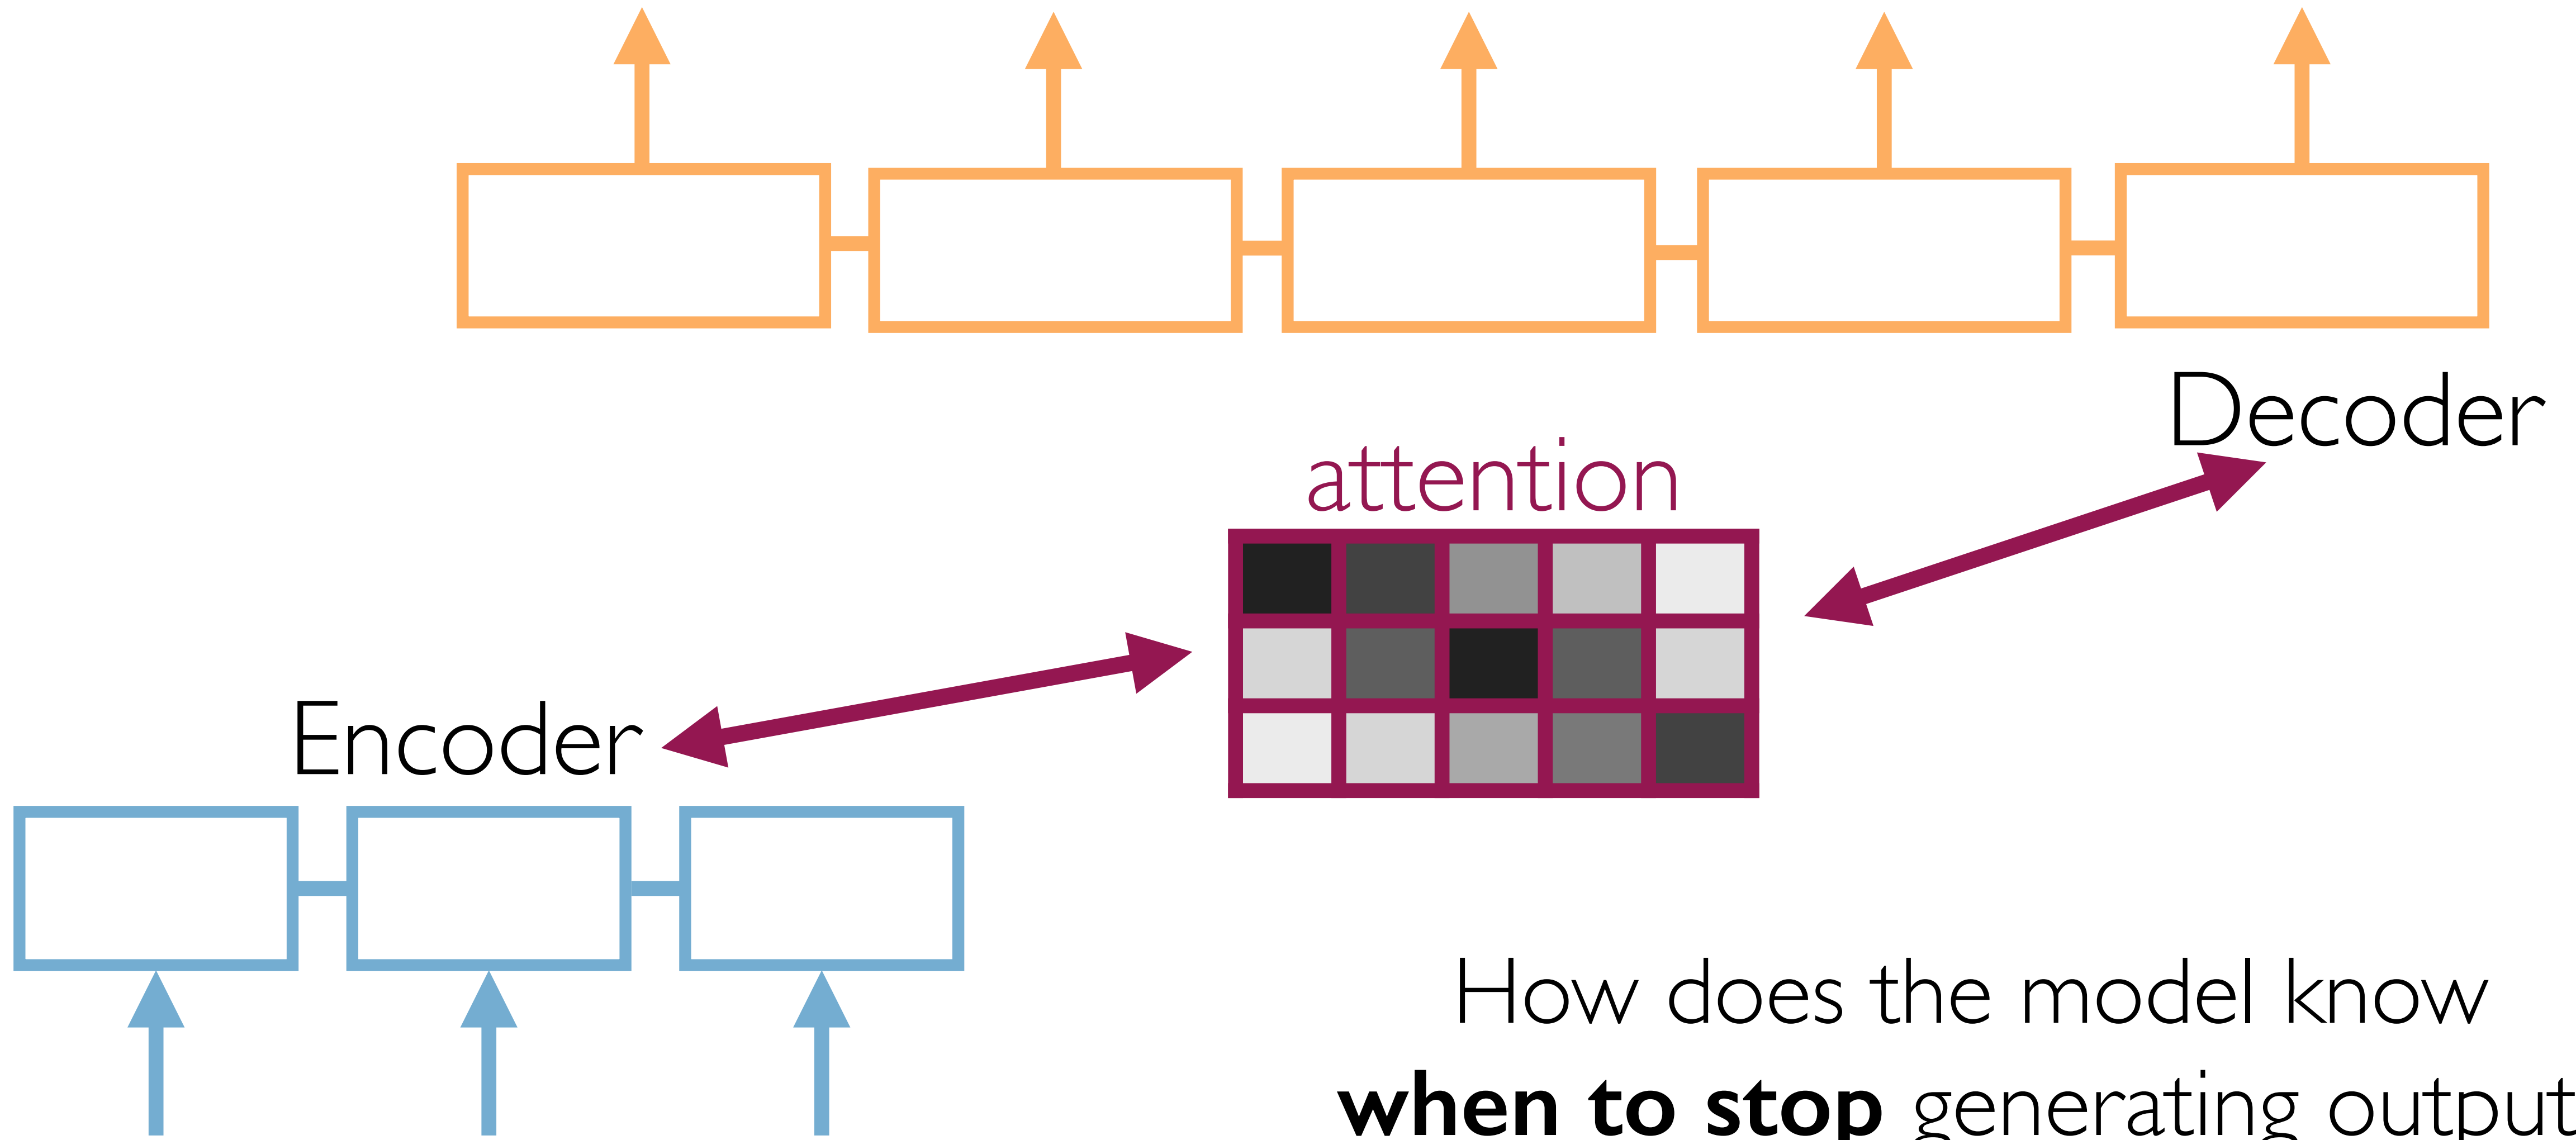 Decoder
attention
Encoder
How does the model know
when to stop generating output